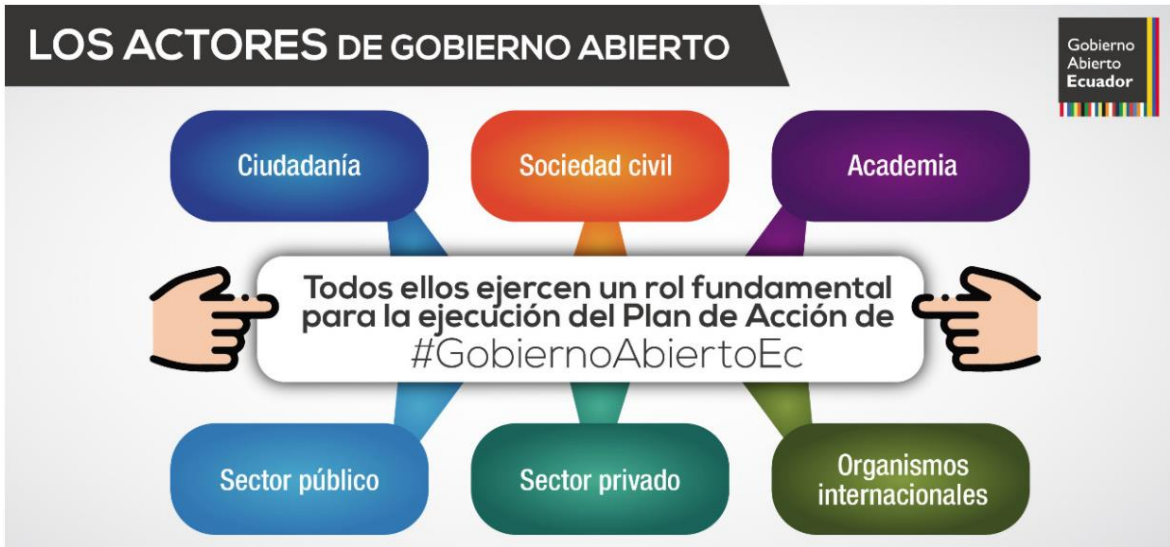 LOS ACTORES DE GOBIERNO ABIERTO
Gobierno
Abierto
Ecuador
Ciudadanía
Sociedad civil
Academia
Todos ellos ejercen un rol fundamental
para la ejecución del Plan de Acción de
#GobiernoAbiertoEc
Sector público
Sector privado
Organismos
internacionales